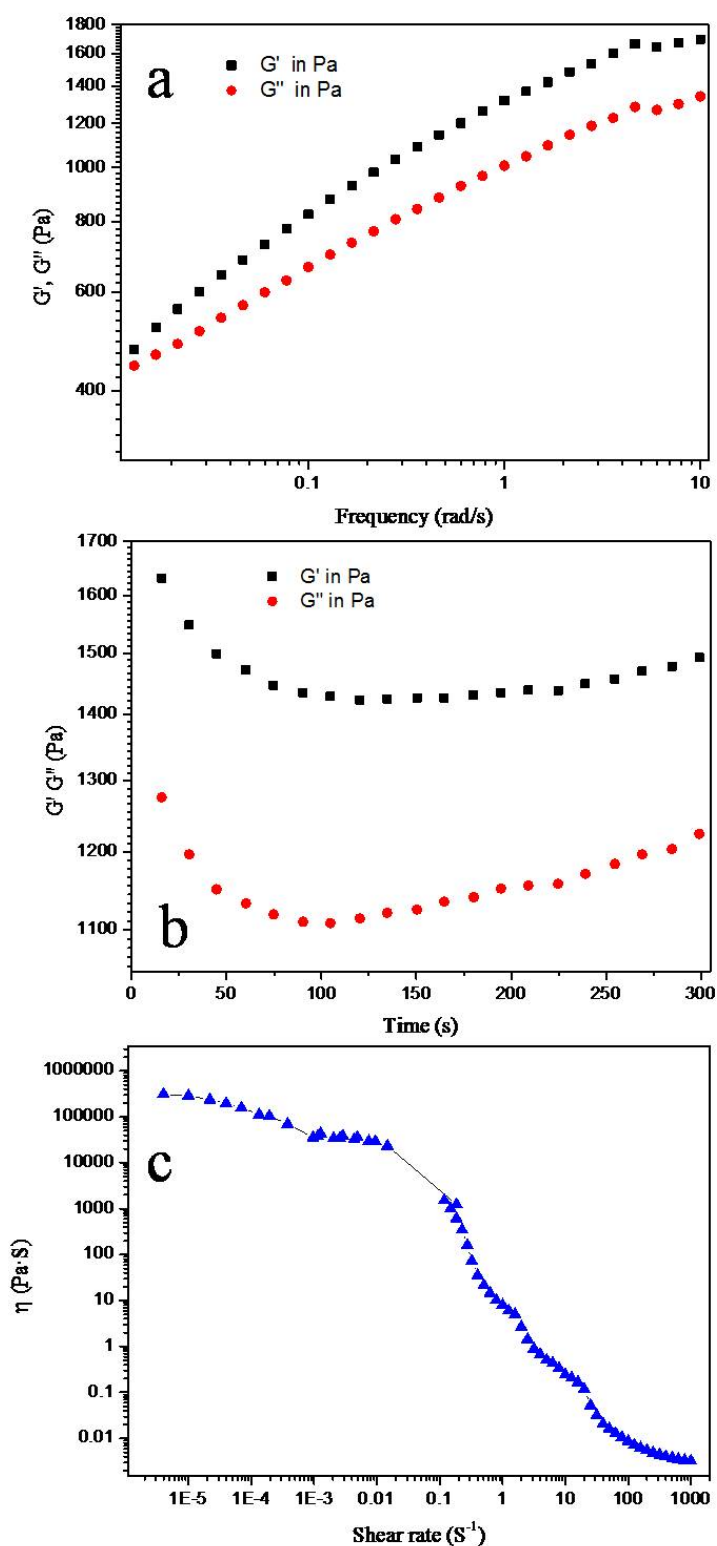 a
G' in Pa
G'' in Pa
1800
1600
1400
1200
1000
800
600
400
G', G'' (Pa)
0.1
1
10
Frequency (rad/s)
b
G' in Pa
G'' in Pa
1700
1600
1500
1400
1300
1200
1100
G' G'' (Pa)
0
50
100
150
200
250
300
Time (s)
c
1000000
100000
10000
1000
100
10
1
0.1
0.01
η (Pa·S)
1E-5
1E-4
1E-3
0.01
0.1
1
10
100
1000
Shear rate (S⁻¹)